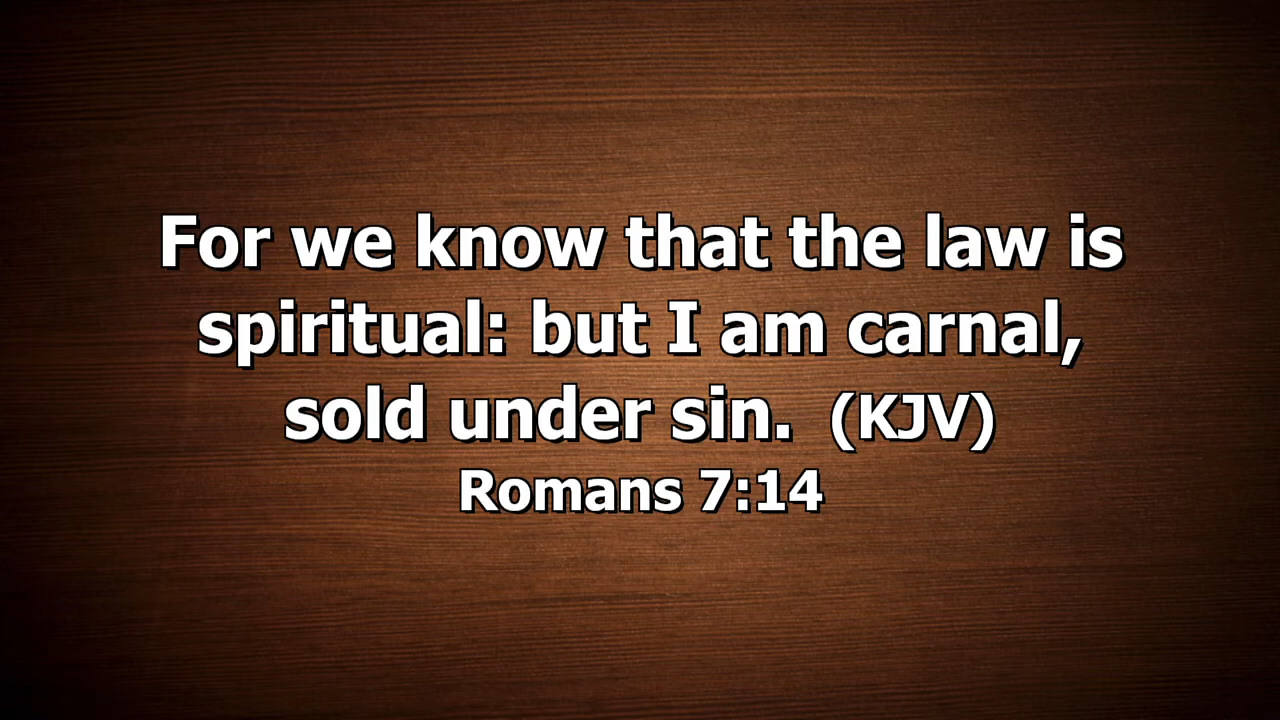 For we know that the law is
spiritual: but I am carnal,
sold under sin. (KJV)
Romans 7:14